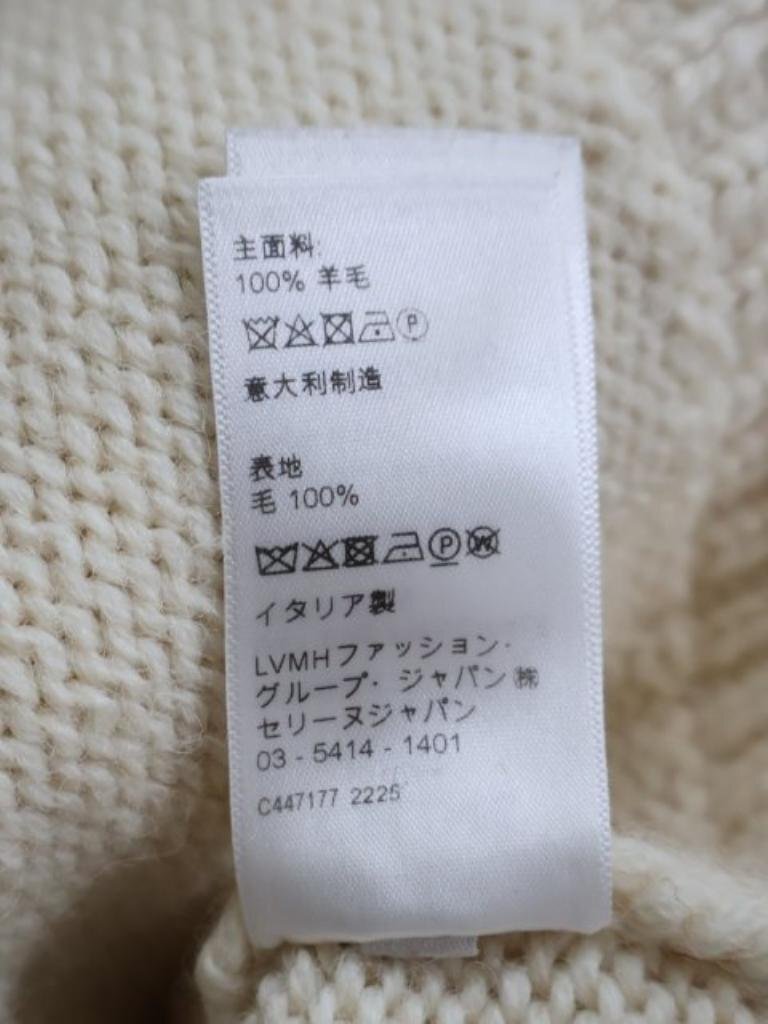 主面料:
100% 羊毛
P
意大利制造
表地
毛 100%
P W
イタリア製
LVMHファッション・
グループ・ジャパン㈱
セリーヌジャパン
03 - 5414 - 1401
C447177 2225